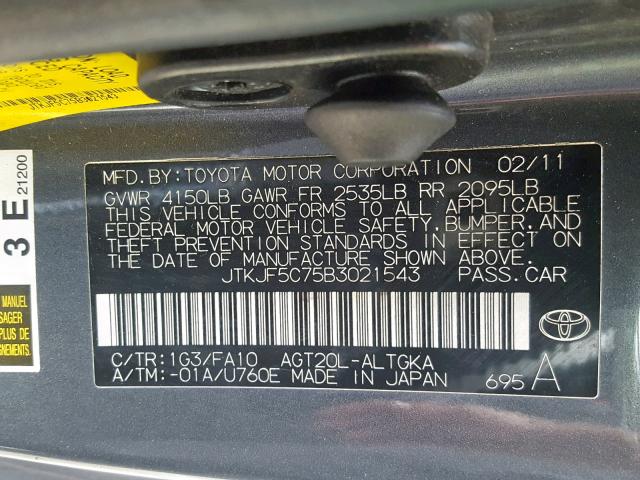 JTKJF5C75B3021543
3 E
21200
MANUEL
SAGER
PLUS DE
GNEMENTS
MFD.BY:TOYOTA MOTOR CORPORATION 02/11
GVWR 4150LB GAWR FR 2535LB RR 2095LB
THIS VEHICLE CONFORMS TO ALL APPLICABLE
FEDERAL MOTOR VEHICLE SAFETY,BUMPER,AND
THEFT PREVENTION STANDARDS IN EFFECT ON
THE DATE OF MANUFACTURE SHOWN ABOVE.
JTKJF5C75B3021543 PASS.CAR
C/TR:1G3/FA10 AGT20L-ALTGKA
A/TM:-01A/U760E MADE IN JAPAN
695 A
TOYOTA